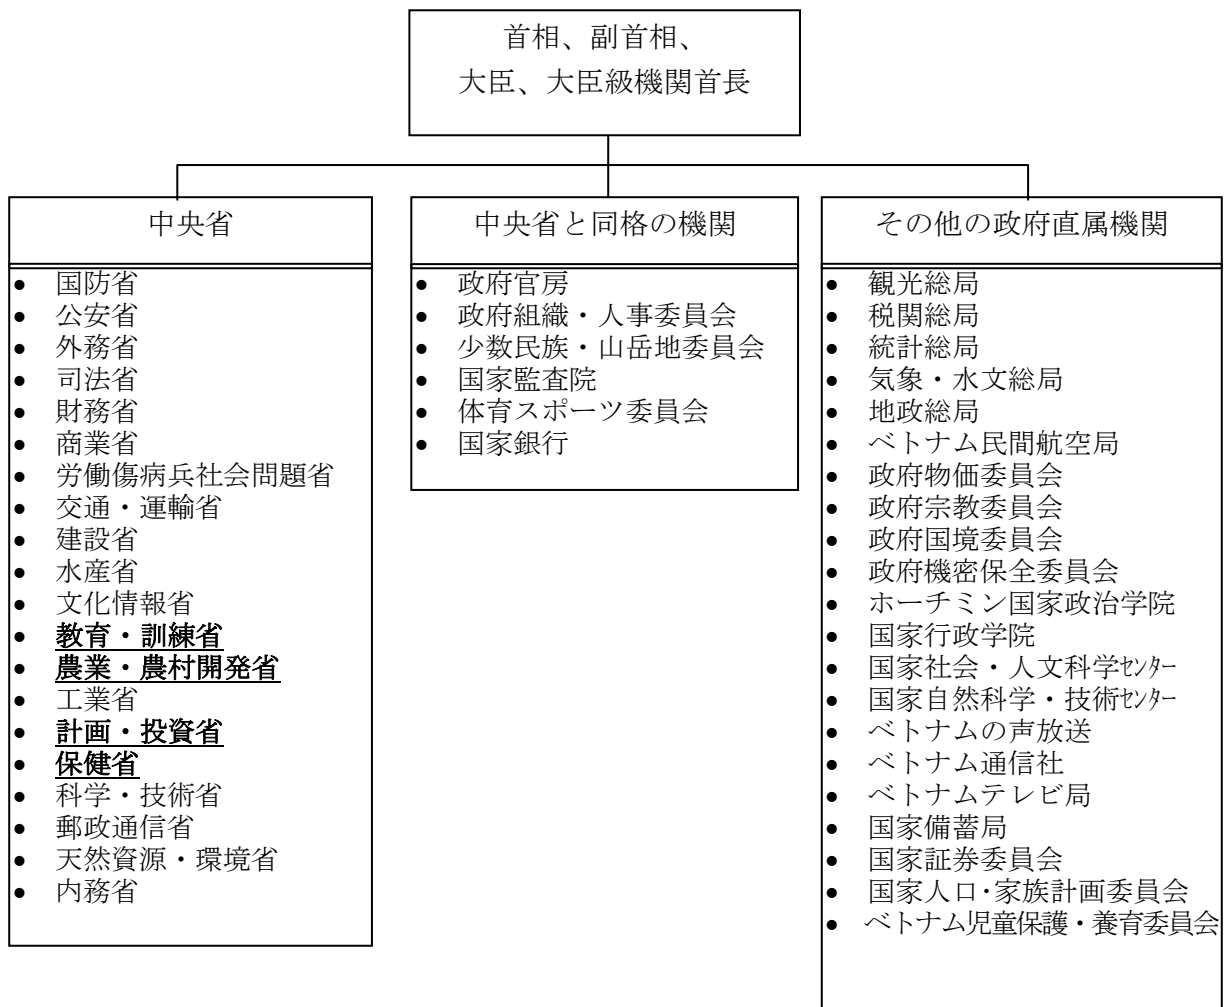 首相、副首相、
大臣、大臣級機関首長
中央省
• 国防省
• 公安省
• 外務省
• 司法省
• 財務省
• 商業省
• 労働傷病兵社会問題省
• 交通・運輸省
• 建設省
• 水産省
• 文化情報省
• 教育・訓練省
• 農業・農村開発省
• 工業省
• 計画・投資省
• 保健省
• 科学・技術省
• 郵政通信省
• 天然資源・環境省
• 内務省
中央省と同格の機関
• 政府官房
• 政府組織・人事委員会
• 少数民族・山岳地委員会
• 国家監査院
• 体育スポーツ委員会
• 国家銀行
その他の政府直属機関
• 観光総局
• 税関総局
• 統計総局
• 気象・水文総局
• 地政総局
• ベトナム民間航空局
• 政府物価委員会
• 政府宗教委員会
• 政府国境委員会
• 政府機密保全委員会
• ホーチミン国家政治学院
• 国家行政学院
• 国家社会・人文科学ｾﾝﾀｰ
• 国家自然科学・技術ｾﾝﾀｰ
• ベトナムの声放送
• ベトナム通信社
• ベトナムテレビ局
• 国家備蓄局
• 国家証券委員会
• 国家人口･家族計画委員会
• ベトナム児童保護・養育委員会